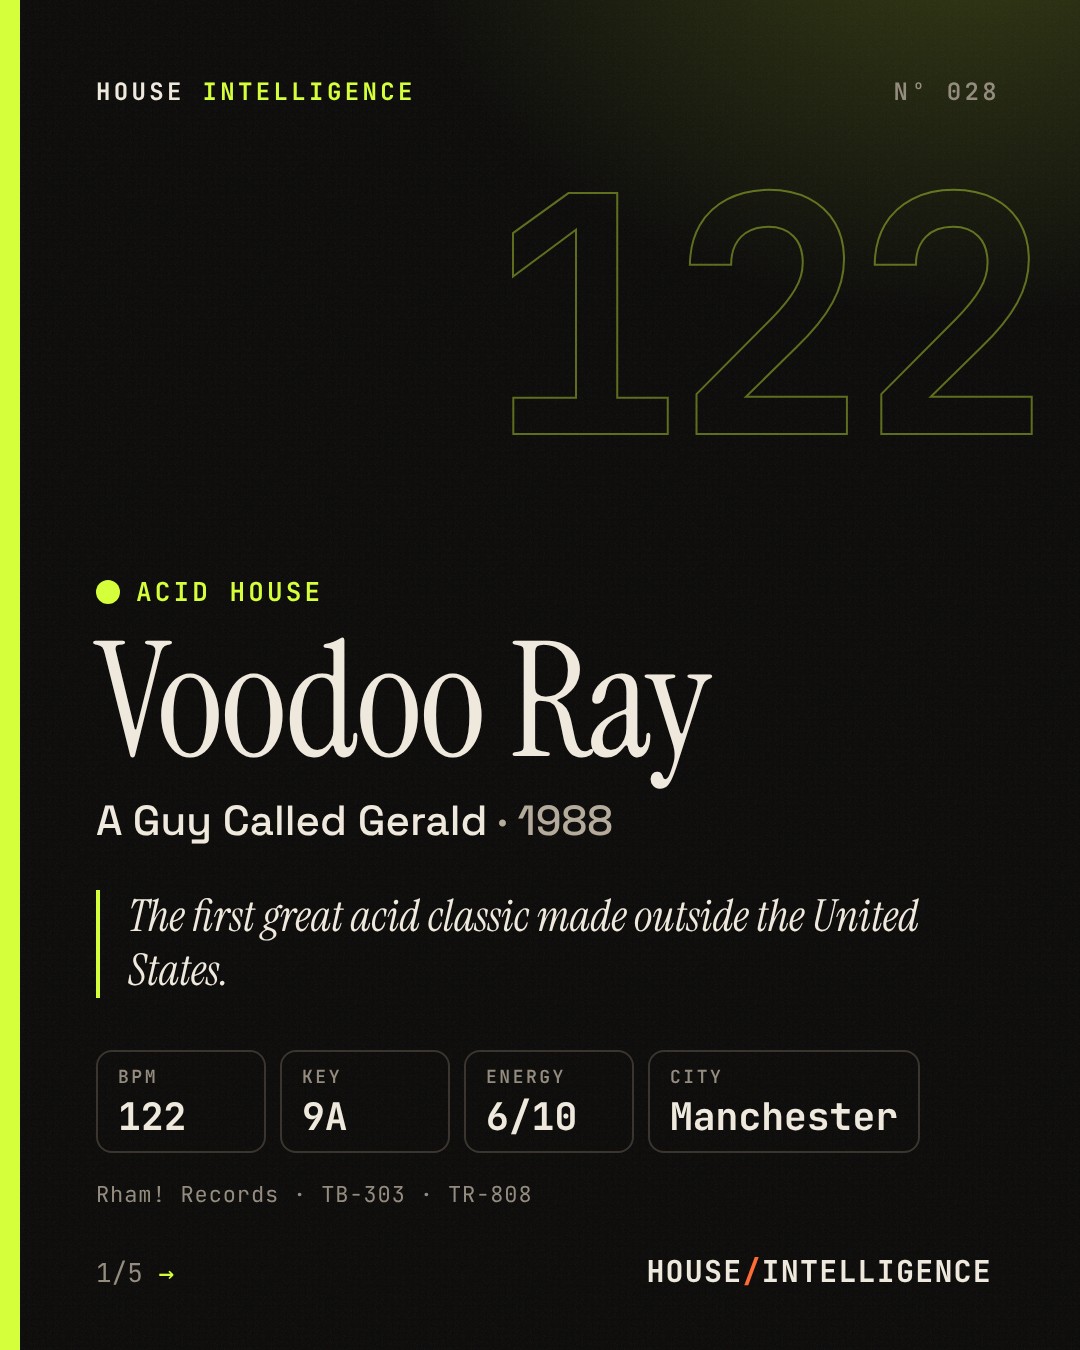 HOUSE INTELLIGENCE
N° 028
122
ACID HOUSE
Voodoo Ray
A Guy Called Gerald · 1988
The first great acid classic made outside the United
States.
BPM
122
KEY
9A
ENERGY
6/10
CITY
Manchester
Rham! Records · TB-303 · TR-808
1/5 →
HOUSE/INTELLIGENCE